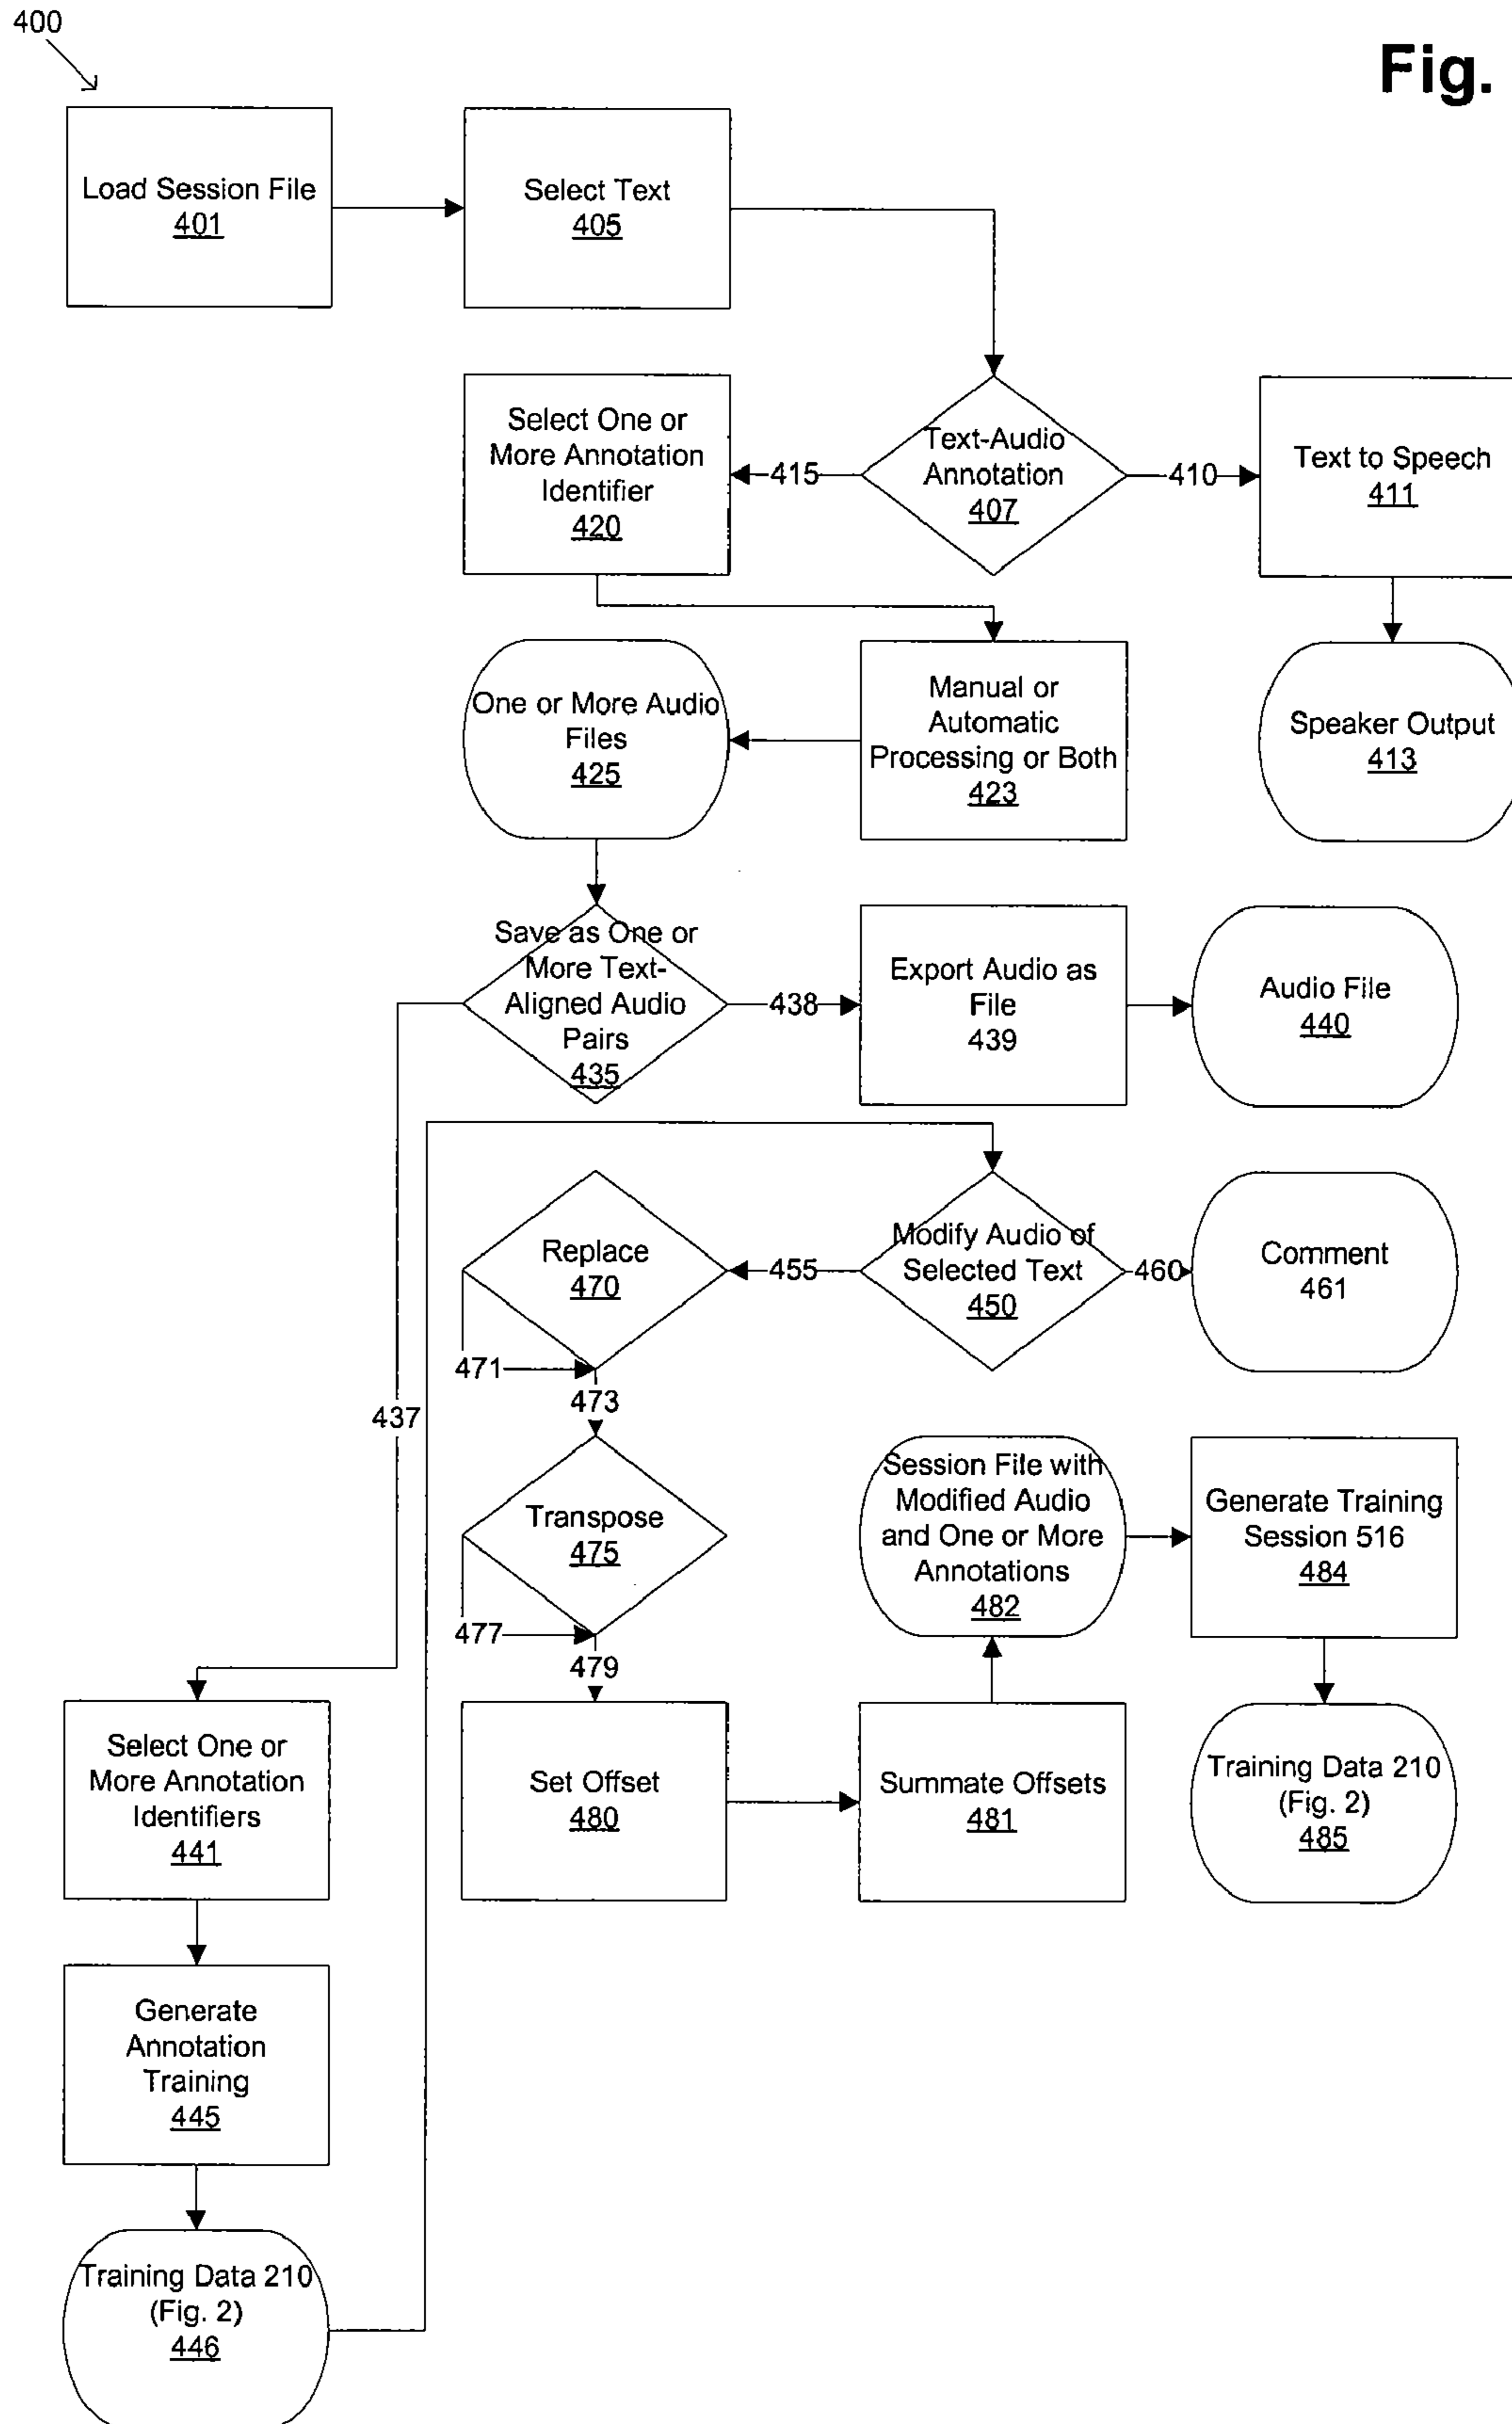 400
Fig.
Load Session File
401
Select Text
405
Select One or
More Annotation
Identifier
420
415
Text-Audio
Annotation
407
410
Text to Speech
411
One or More Audio
Files
425
Manual or
Automatic
Processing or Both
423
Speaker Output
413
Save as One or
More Text-
Aligned Audio
Pairs
435
438
Export Audio as
File
439
Audio File
440
Replace
470
455
Modify Audio of
Selected Text
450
460
Comment
461
471
473
437
Transpose
475
Session File with
Modified Audio
and One or More
Annotations
482
Generate Training
Session 516
484
477
479
Select One or
More Annotation
Identifiers
441
Set Offset
480
Summate Offsets
481
Training Data 210
(Fig. 2)
485
Generate
Annotation
Training
445
Training Data 210
(Fig. 2)
446